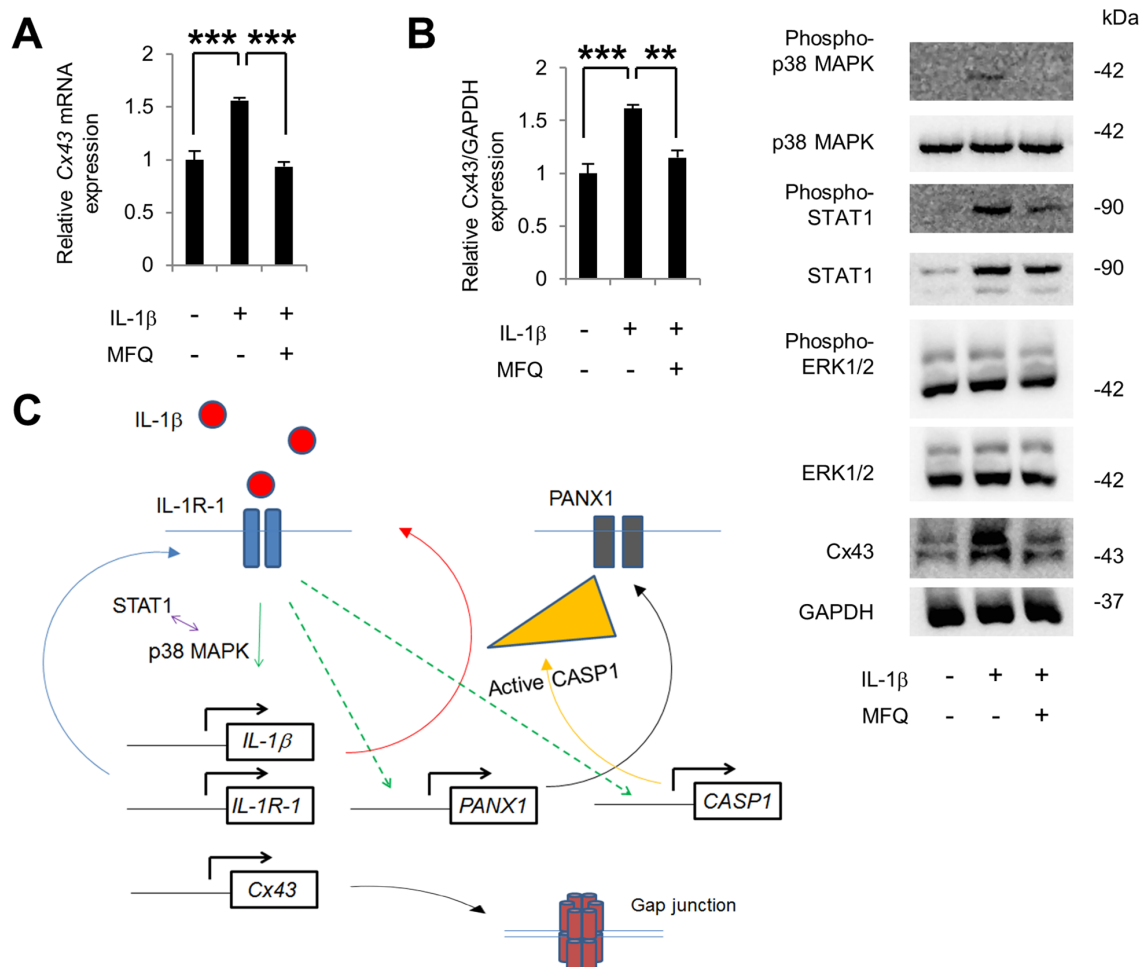 A
*** ***
Relative Cx43 mRNA
expression
2
1.5
1
0.5
0
IL-1β - + +
MFQ - - +
B
*** **
Relative Cx43/GAPDH
expression
2
1.5
1
0.5
0
IL-1β - + +
MFQ - - +
kDa
Phospho-
p38 MAPK
-42
p38 MAPK
-42
Phospho-
STAT1
-90
STAT1
-90
Phospho-
ERK1/2
-42
ERK1/2
-42
Cx43
-43
GAPDH
-37
IL-1β - + +
MFQ - - +
C
IL-1β
IL-1R-1
PANX1
STAT1
p38 MAPK
Active CASP1
IL-1β
IL-1R-1
PANX1
CASP1
Cx43
Gap junction